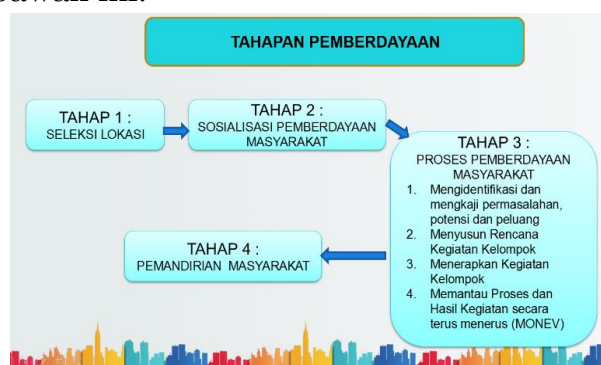 TAHAPAN PEMBERDAYAAN
TAHAP 1 :
SELEKSI LOKASI
TAHAP 2 :
SOSIALISASI PEMBERDAYAAN
MASYARAKAT
TAHAP 3 :
PROSES PEMBERDAYAAN
MASYARAKAT
1. Mengidentifikasi dan
mengkaji permasalahan,
potensi dan peluang
2. Menyusun Rencana
Kegiatan Kelompok
3. Menerapkan Kegiatan
Kelompok
4. Memantau Proses dan
Hasil Kegiatan secara
terus menerus (MONEV)
TAHAP 4 :
PEMANDIRIAN MASYARAKAT